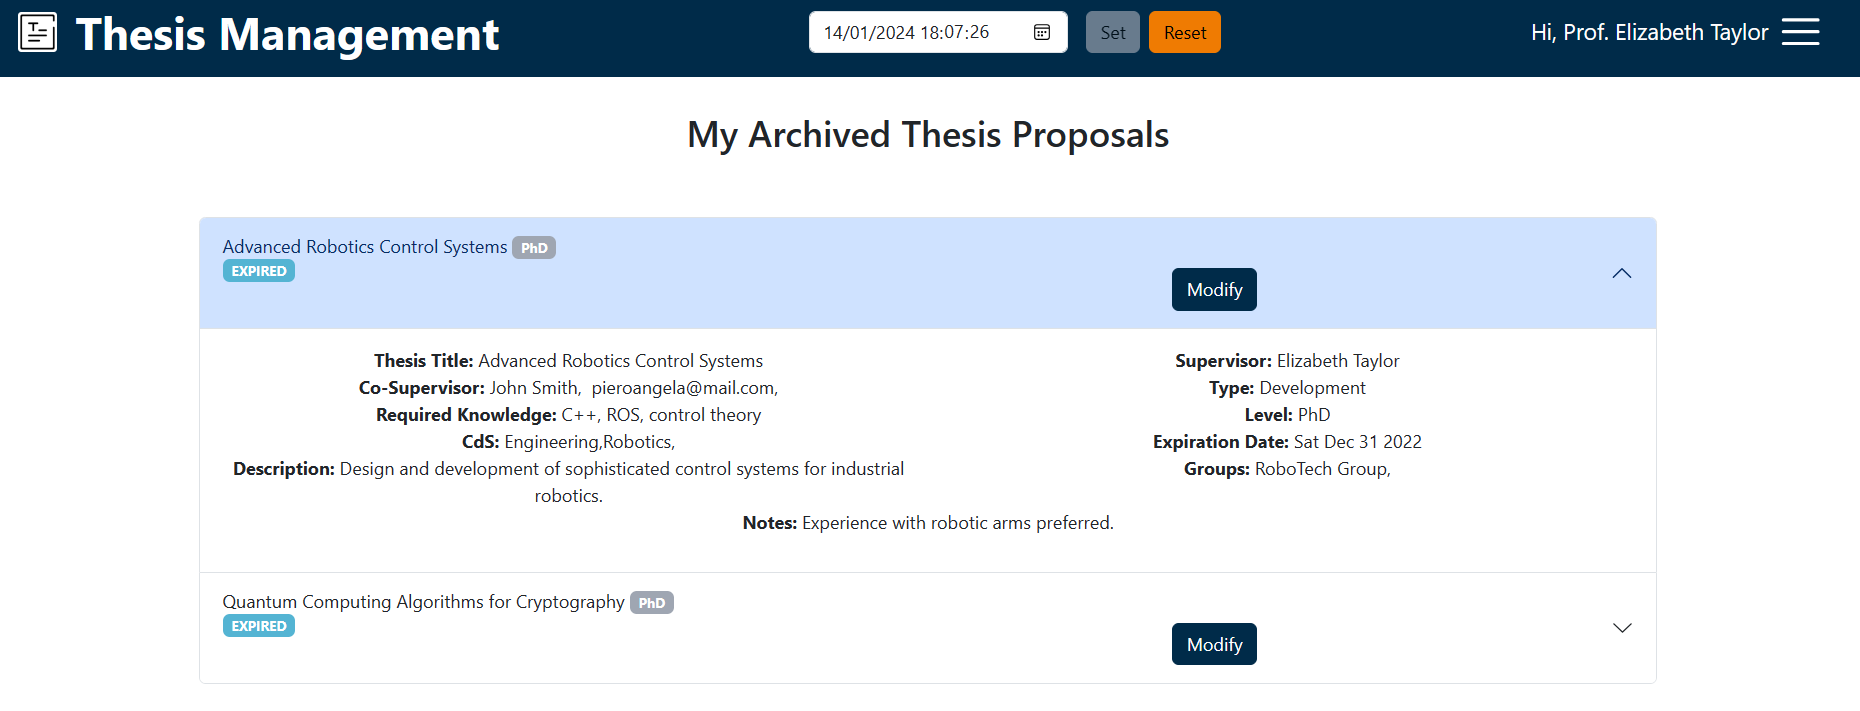 Thesis Management
14/01/2024 18:07:26
Set
Reset
Hi, Prof. Elizabeth Taylor
My Archived Thesis Proposals
Advanced Robotics Control Systems PhD
EXPIRED
Modify
Thesis Title: Advanced Robotics Control Systems
Co-Supervisor: John Smith, pieroangela@mail.com,
Required Knowledge: C++, ROS, control theory
CdS: Engineering,Robotics,
Description: Design and development of sophisticated control systems for industrial
robotics.
Supervisor: Elizabeth Taylor
Type: Development
Level: PhD
Expiration Date: Sat Dec 31 2022
Groups: RoboTech Group,
Notes: Experience with robotic arms preferred.
Quantum Computing Algorithms for Cryptography PhD
EXPIRED
Modify